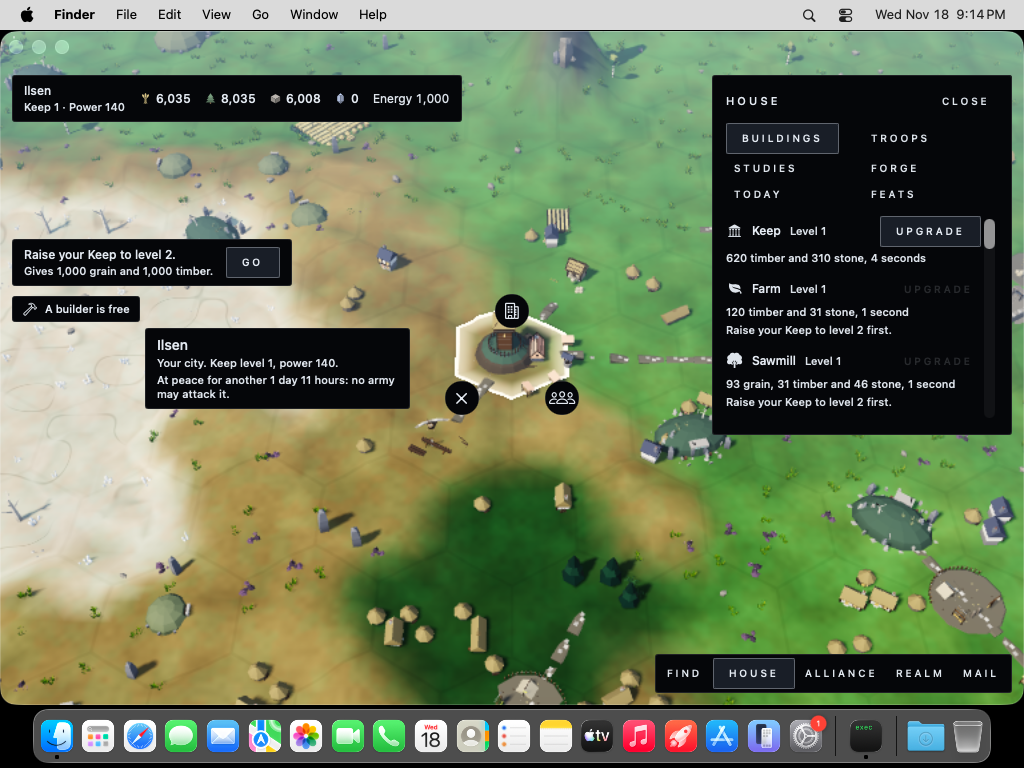 Finder File Edit View Go Window Help Wed Nov 18 9:14 PM
Ilsen
Keep 1 · Power 140
6,035 8,035 6,008 0 Energy 1,000
HOUSE CLOSE
BUILDINGS TROOPS
STUDIES FORGE
TODAY FEATS
Keep Level 1 UPGRADE
620 timber and 310 stone, 4 seconds
Farm Level 1 UPGRADE
120 timber and 31 stone, 1 second
Raise your Keep to level 2 first.
Sawmill Level 1 UPGRADE
93 grain, 31 timber and 46 stone, 1 second
Raise your Keep to level 2 first.
Raise your Keep to level 2.
Gives 1,000 grain and 1,000 timber.
GO
A builder is free
Ilsen
Your city. Keep level 1, power 140.
At peace for another 1 day 11 hours: no army
may attack it.
FIND HOUSE ALLIANCE REALM MAIL
Wed
18
tv
1
exec